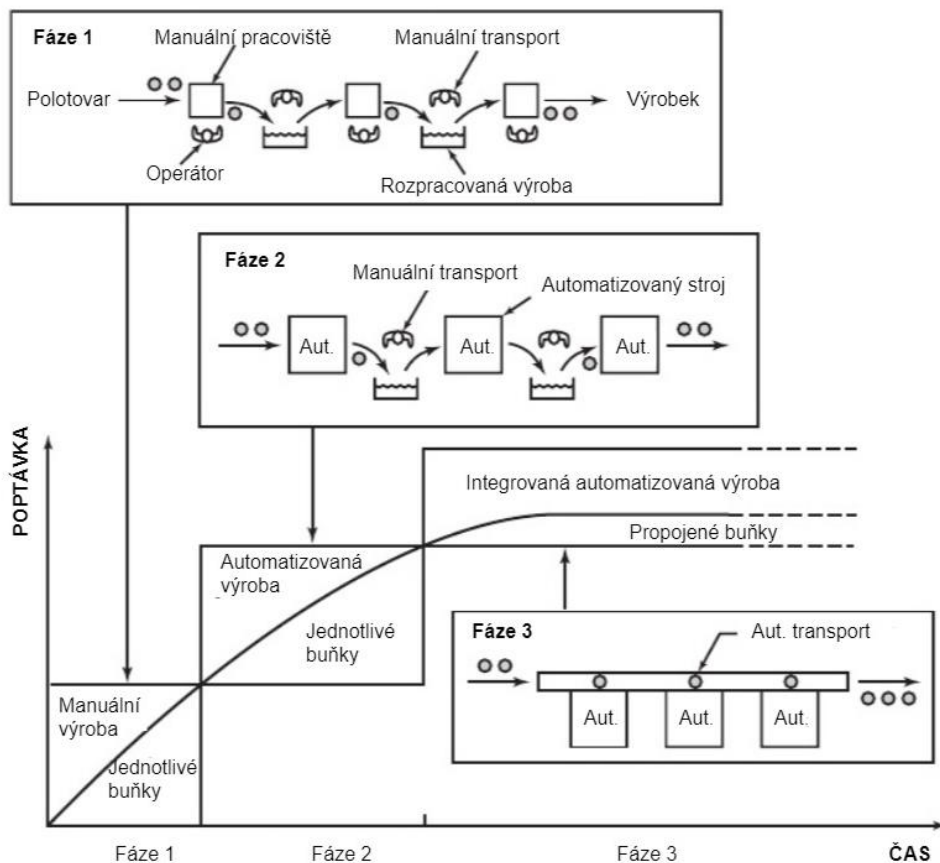 Fáze 1
Manuální pracoviště
Manuální transport
Polotovar
Výrobek
Operátor
Rozpracovaná výroba
Fáze 2
Manuální transport
Automatizovaný stroj
Aut.
Aut.
Aut.
POPTÁVKA
Integrovaná automatizovaná výroba
Propojené buňky
Automatizovaná
výroba
Jednotlivé
buňky
Fáze 3
Aut. transport
Aut.
Aut.
Aut.
Manuální
výroba
Jednotlivé
buňky
Fáze 1
Fáze 2
Fáze 3
ČAS